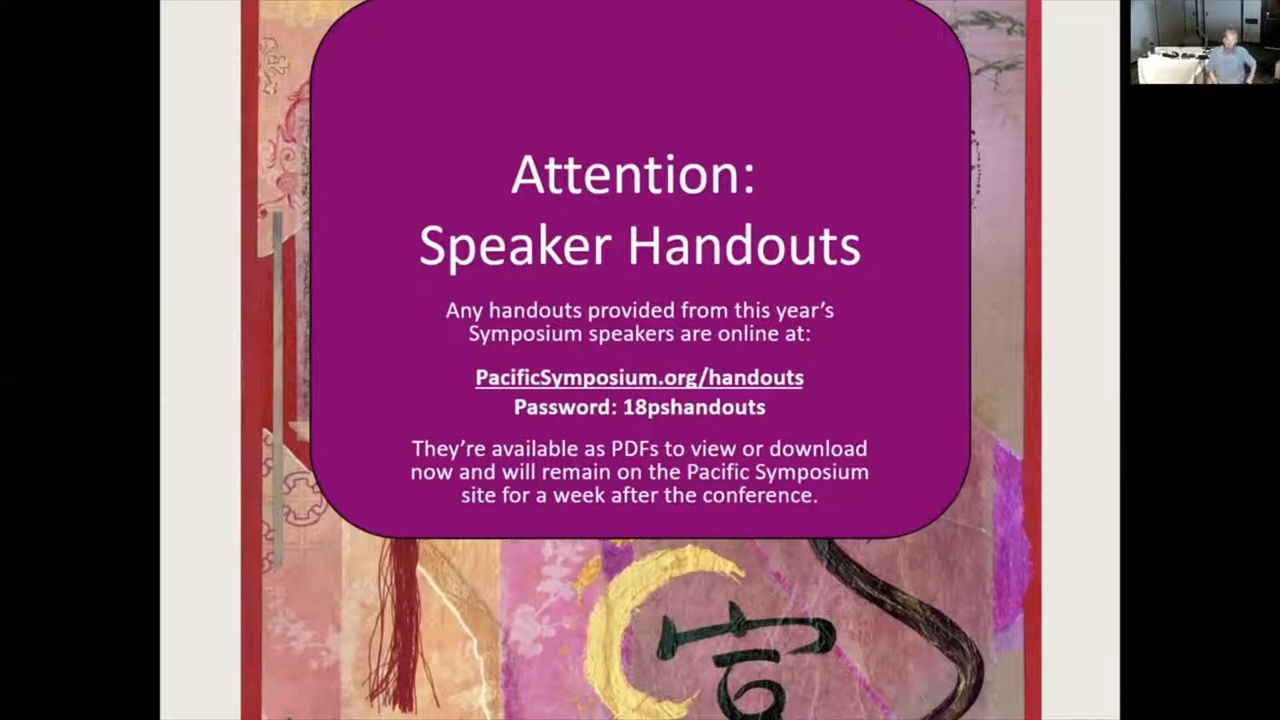 Attention:
Speaker Handouts
Any handouts provided from this year's
Symposium speakers are online at:
PacificSymposium.org/handouts
Password: 18pshandouts
They're available as PDFs to view or download
now and will remain on the Pacific Symposium
site for a week after the conference.